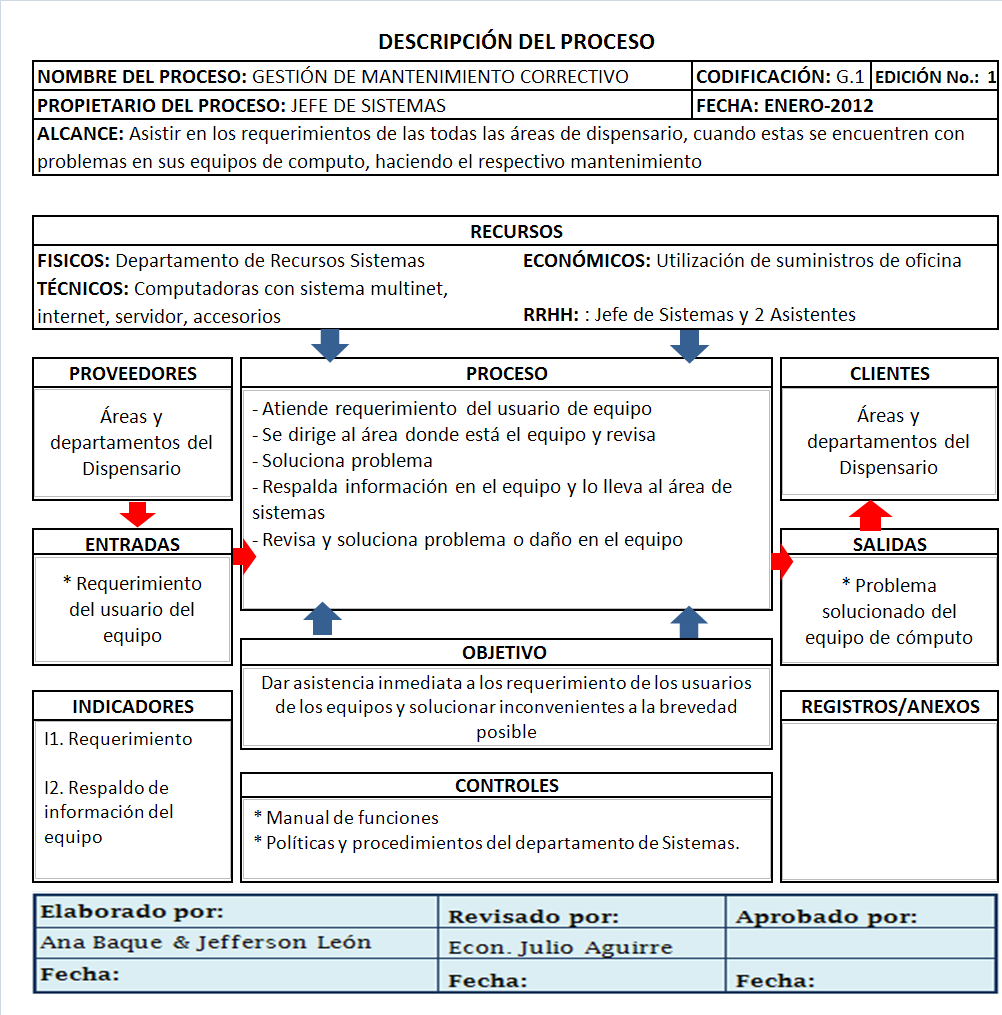 DESCRIPCIÓN DEL PROCESO
NOMBRE DEL PROCESO: GESTIÓN DE MANTENIMIENTO CORRECTIVO
CODIFICACIÓN: G.1
EDICIÓN No.: 1
PROPIETARIO DEL PROCESO: JEFE DE SISTEMAS
FECHA: ENERO-2012
ALCANCE: Asistir en los requerimientos de las todas las áreas de dispensario, cuando estas se encuentren con
problemas en sus equipos de computo, haciendo el respectivo mantenimiento
RECURSOS
FISICOS: Departamento de Recursos Sistemas
TÉCNICOS: Computadoras con sistema multinet,
internet, servidor, accesorios
ECONÓMICOS: Utilización de suministros de oficina
RRHH: : Jefe de Sistemas y 2 Asistentes
PROVEEDORES
Áreas y
departamentos del
Dispensario
PROCESO
- Atiende requerimiento del usuario de equipo
- Se dirige al área donde está el equipo y revisa
- Soluciona problema
- Respalda información en el equipo y lo lleva al área de
sistemas
- Revisa y soluciona problema o daño en el equipo
CLIENTES
Áreas y
departamentos del
Dispensario
ENTRADAS
* Requerimiento
del usuario del
equipo
SALIDAS
* Problema
solucionado del
equipo de cómputo
OBJETIVO
Dar asistencia inmediata a los requerimiento de los usuarios
de los equipos y solucionar inconvenientes a la brevedad
posible
INDICADORES
I1. Requerimiento
I2. Respaldo de
información del
equipo
REGISTROS/ANEXOS
CONTROLES
* Manual de funciones
* Políticas y procedimientos del departamento de Sistemas.
Elaborado por:
Ana Baque & Jefferson León
Fecha:
Revisado por:
Econ. Julio Aguirre
Fecha:
Aprobado por:
Fecha: